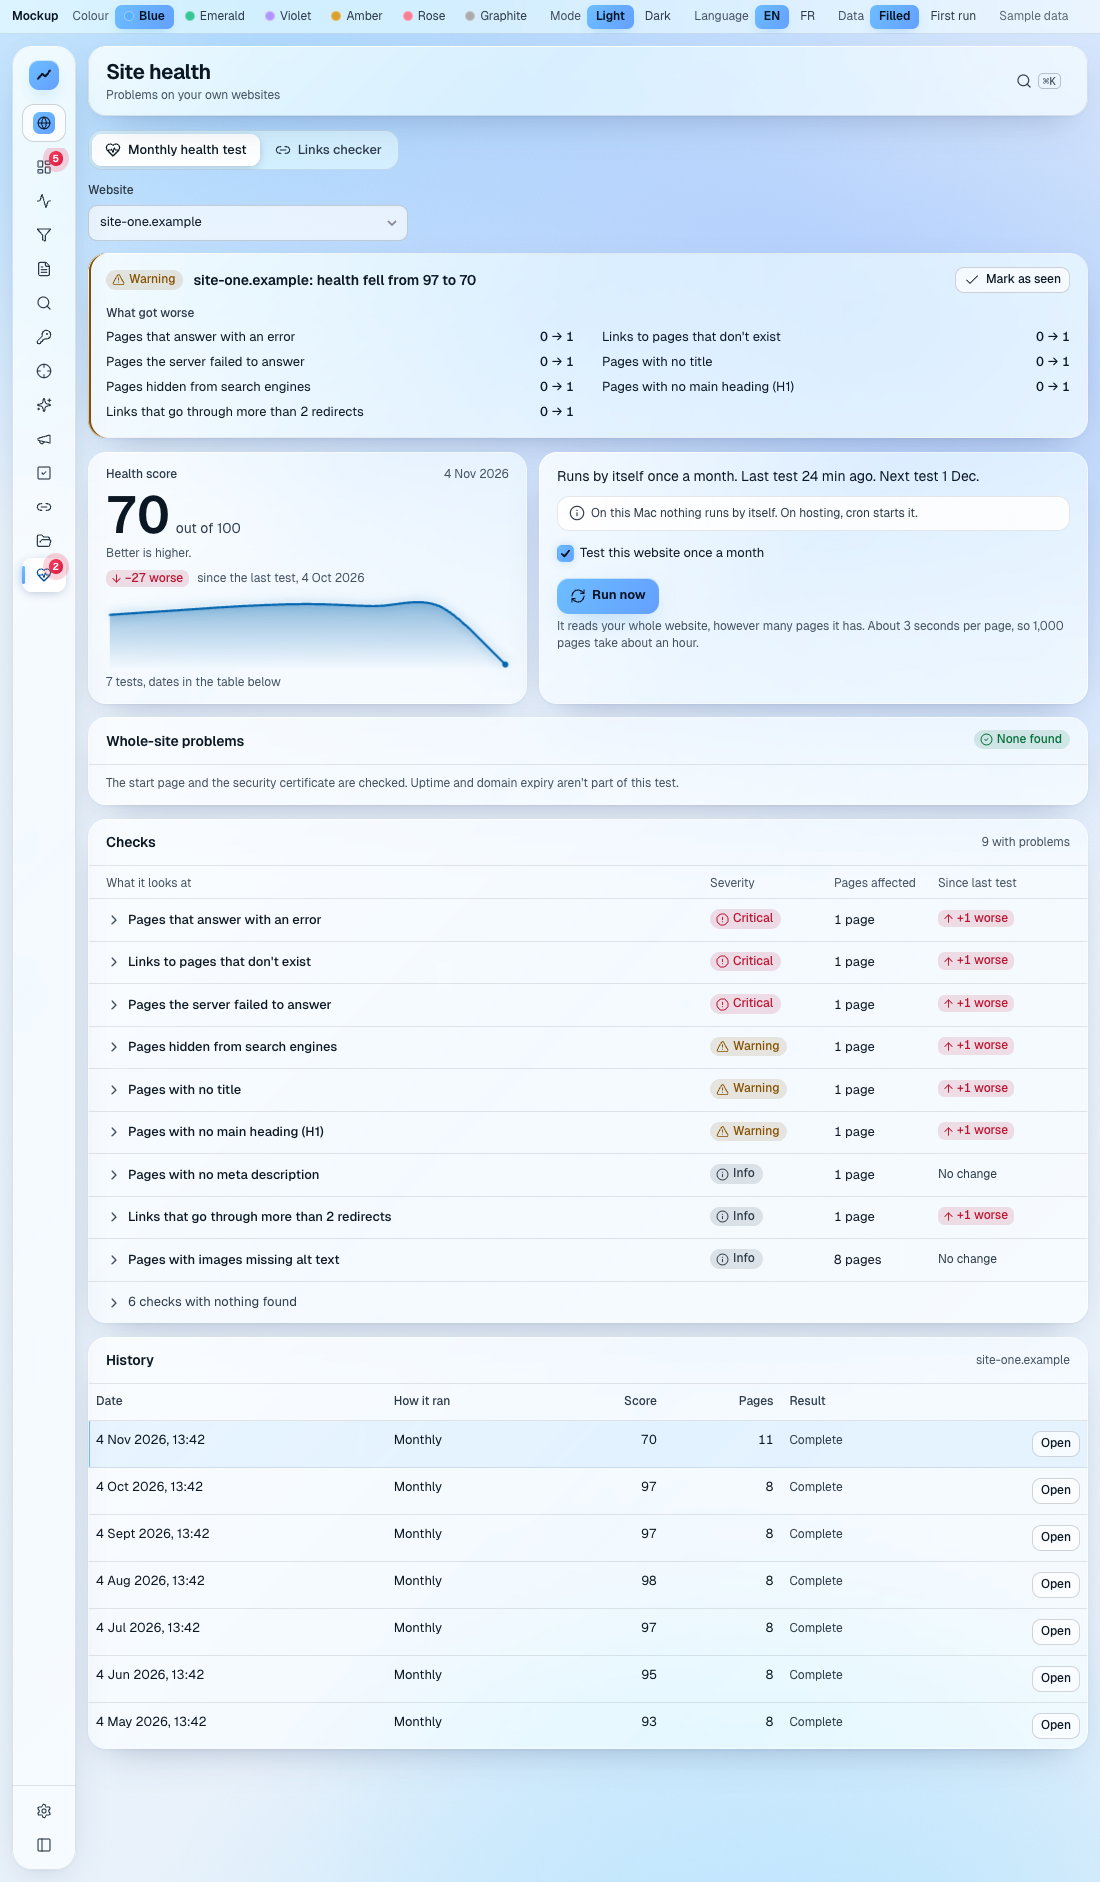 Mockup Colour Blue Emerald Violet Amber Rose Graphite Mode Light Dark Language EN FR Data Filled First run Sample data
Site health
Problems on your own websites
⌘K
5
2
Monthly health test Links checker
Website
site-one.example
Warning site-one.example: health fell from 97 to 70 Mark as seen
What got worse
Pages that answer with an error 0 → 1 Links to pages that don't exist 0 → 1
Pages the server failed to answer 0 → 1 Pages with no title 0 → 1
Pages hidden from search engines 0 → 1 Pages with no main heading (H1) 0 → 1
Links that go through more than 2 redirects 0 → 1
Health score 4 Nov 2026
70 out of 100
Better is higher.
↓ −27 worse since the last test, 4 Oct 2026
7 tests, dates in the table below
Runs by itself once a month. Last test 24 min ago. Next test 1 Dec.
On this Mac nothing runs by itself. On hosting, cron starts it.
Test this website once a month
Run now
It reads your whole website, however many pages it has. About 3 seconds per page, so 1,000
pages take about an hour.
Whole-site problems None found
The start page and the security certificate are checked. Uptime and domain expiry aren't part of this test.
Checks 9 with problems
What it looks at Severity Pages affected Since last test
Pages that answer with an error Critical 1 page ↑ +1 worse
Links to pages that don't exist Critical 1 page ↑ +1 worse
Pages the server failed to answer Critical 1 page ↑ +1 worse
Pages hidden from search engines Warning 1 page ↑ +1 worse
Pages with no title Warning 1 page ↑ +1 worse
Pages with no main heading (H1) Warning 1 page ↑ +1 worse
Pages with no meta description Info 1 page No change
Links that go through more than 2 redirects Info 1 page ↑ +1 worse
Pages with images missing alt text Info 8 pages No change
6 checks with nothing found
History site-one.example
Date How it ran Score Pages Result
4 Nov 2026, 13:42 Monthly 70 11 Complete Open
4 Oct 2026, 13:42 Monthly 97 8 Complete Open
4 Sept 2026, 13:42 Monthly 97 8 Complete Open
4 Aug 2026, 13:42 Monthly 98 8 Complete Open
4 Jul 2026, 13:42 Monthly 97 8 Complete Open
4 Jun 2026, 13:42 Monthly 95 8 Complete Open
4 May 2026, 13:42 Monthly 93 8 Complete Open